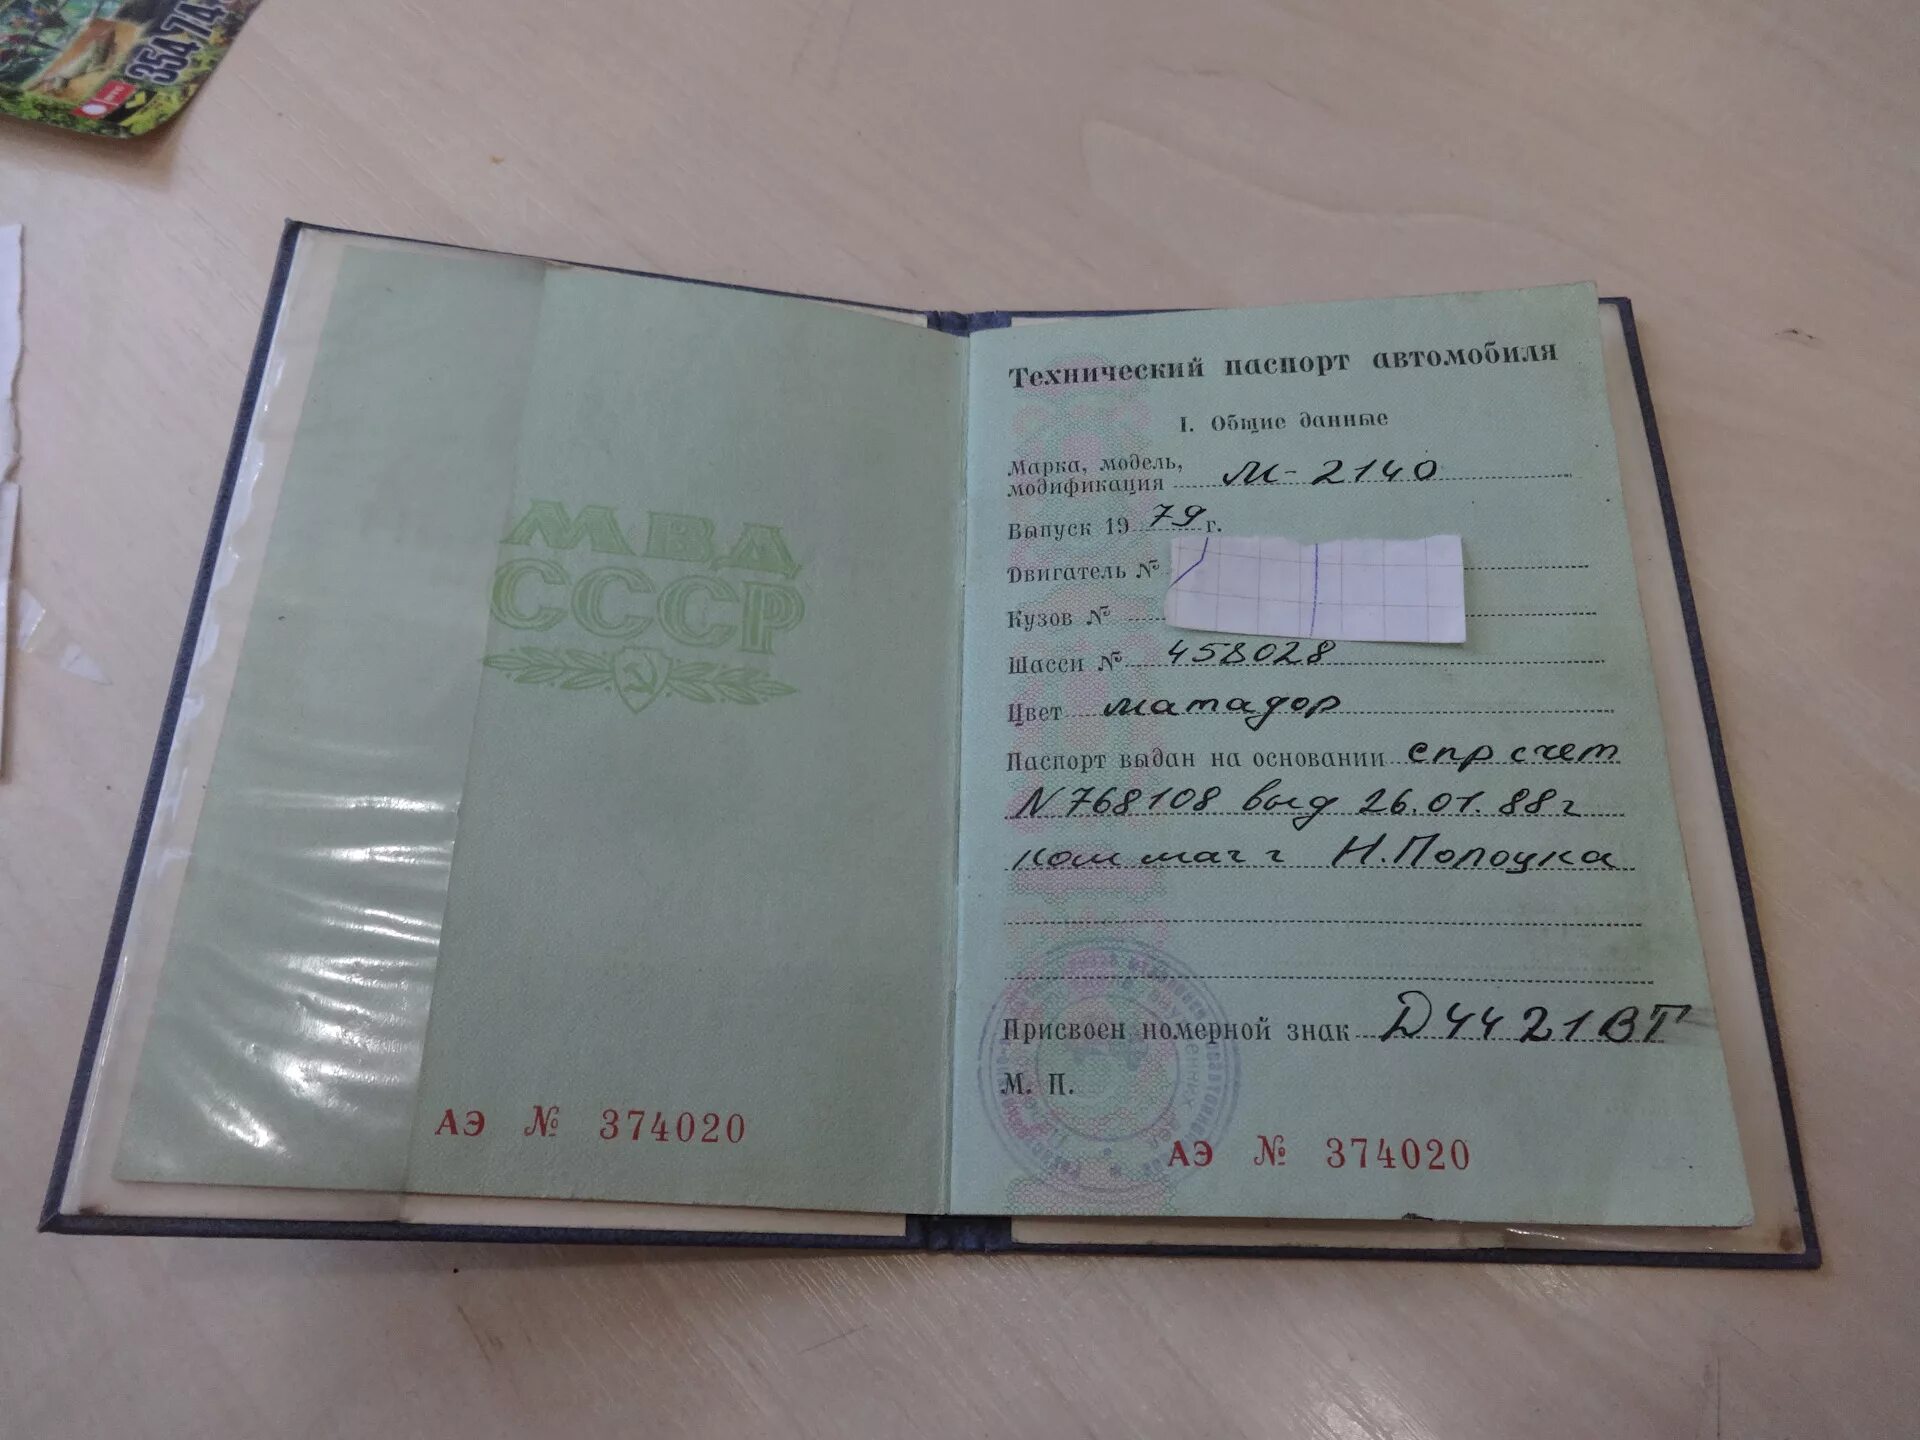 35474
МВД
СССР
АЭ № 374020
Технический паспорт автомобиля
I. Общие данные
Марка, модель,
модификация М-2140
Выпуск 19 79 г.
Двигатель №
Кузов №
Шасси № 458028
Цвет матадор
Паспорт выдан на основании спр счет
N 768108 выд 26.01.88 г
ком маг г Н.Полоцка
Присвоен номерной знак Д4421ВТ
М. П.
АЭ № 374020